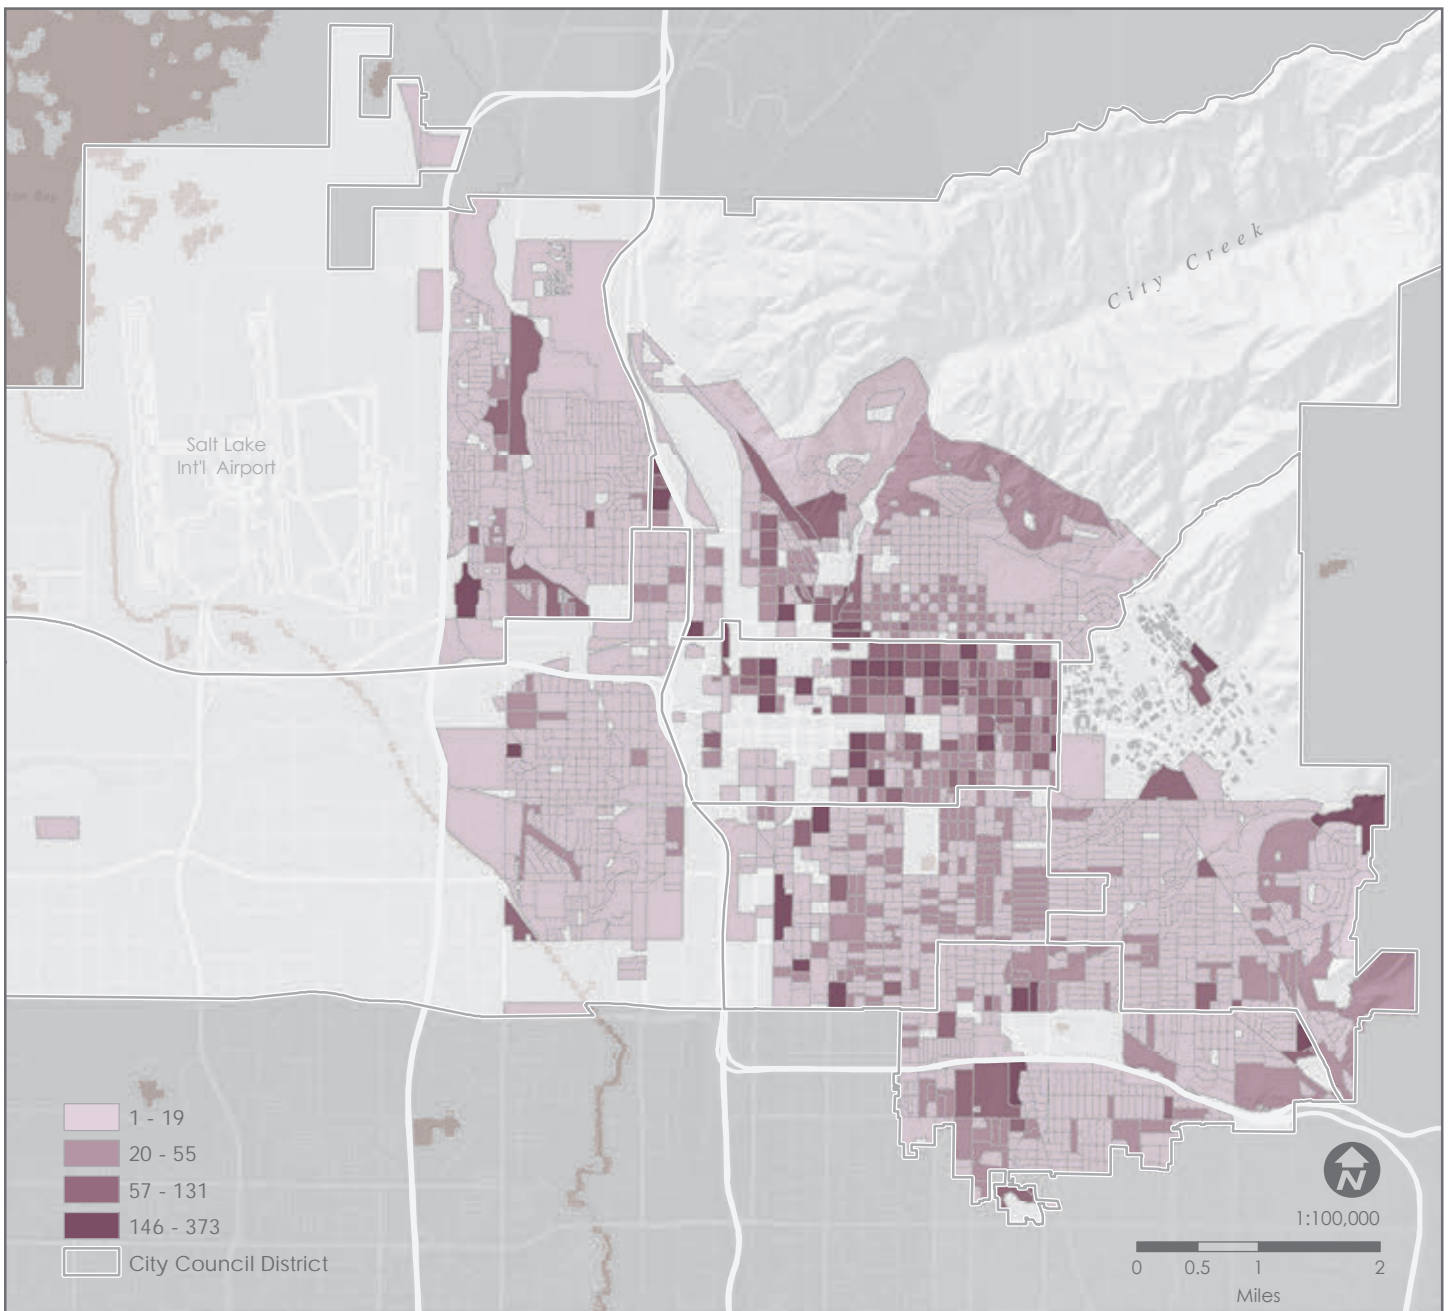 City Creek
Salt Lake
Int'l Airport
1 - 19
20 - 55
57 - 131
146 - 373
City Council District
N
1:100,000
0 0.5 1 2
Miles